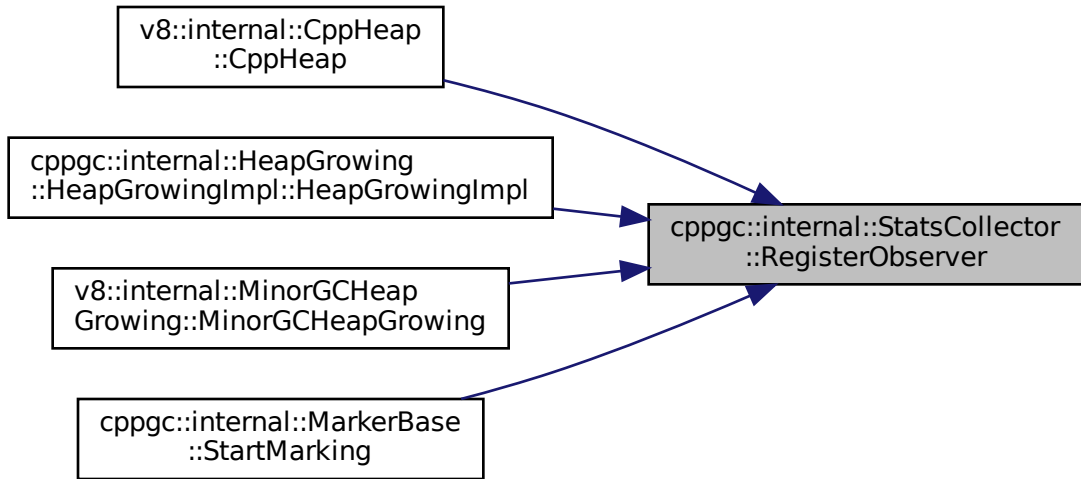 v8::internal::CppHeap
::CppHeap
cppgc::internal::HeapGrowing
::HeapGrowingImpl::HeapGrowingImpl
cppgc::internal::StatsCollector
::RegisterObserver
v8::internal::MinorGCHeap
Growing::MinorGCHeapGrowing
cppgc::internal::MarkerBase
::StartMarking